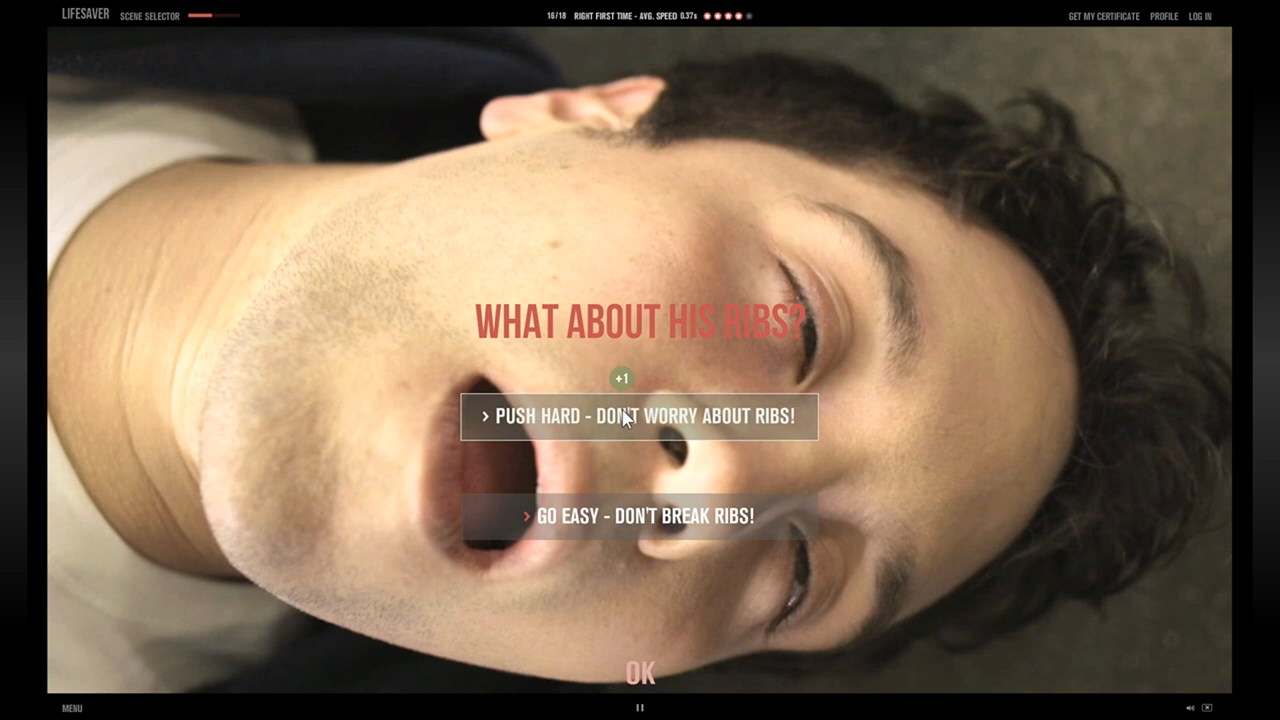 LIFESAVER SCENE SELECTOR 16/18 RIGHT FIRST TIME - AVG. SPEED 0.37s GET MY CERTIFICATE PROFILE LOG IN
WHAT ABOUT HIS RIBS?
+1
› PUSH HARD - DON'T WORRY ABOUT RIBS!
› GO EASY - DON'T BREAK RIBS!
OK
MENU